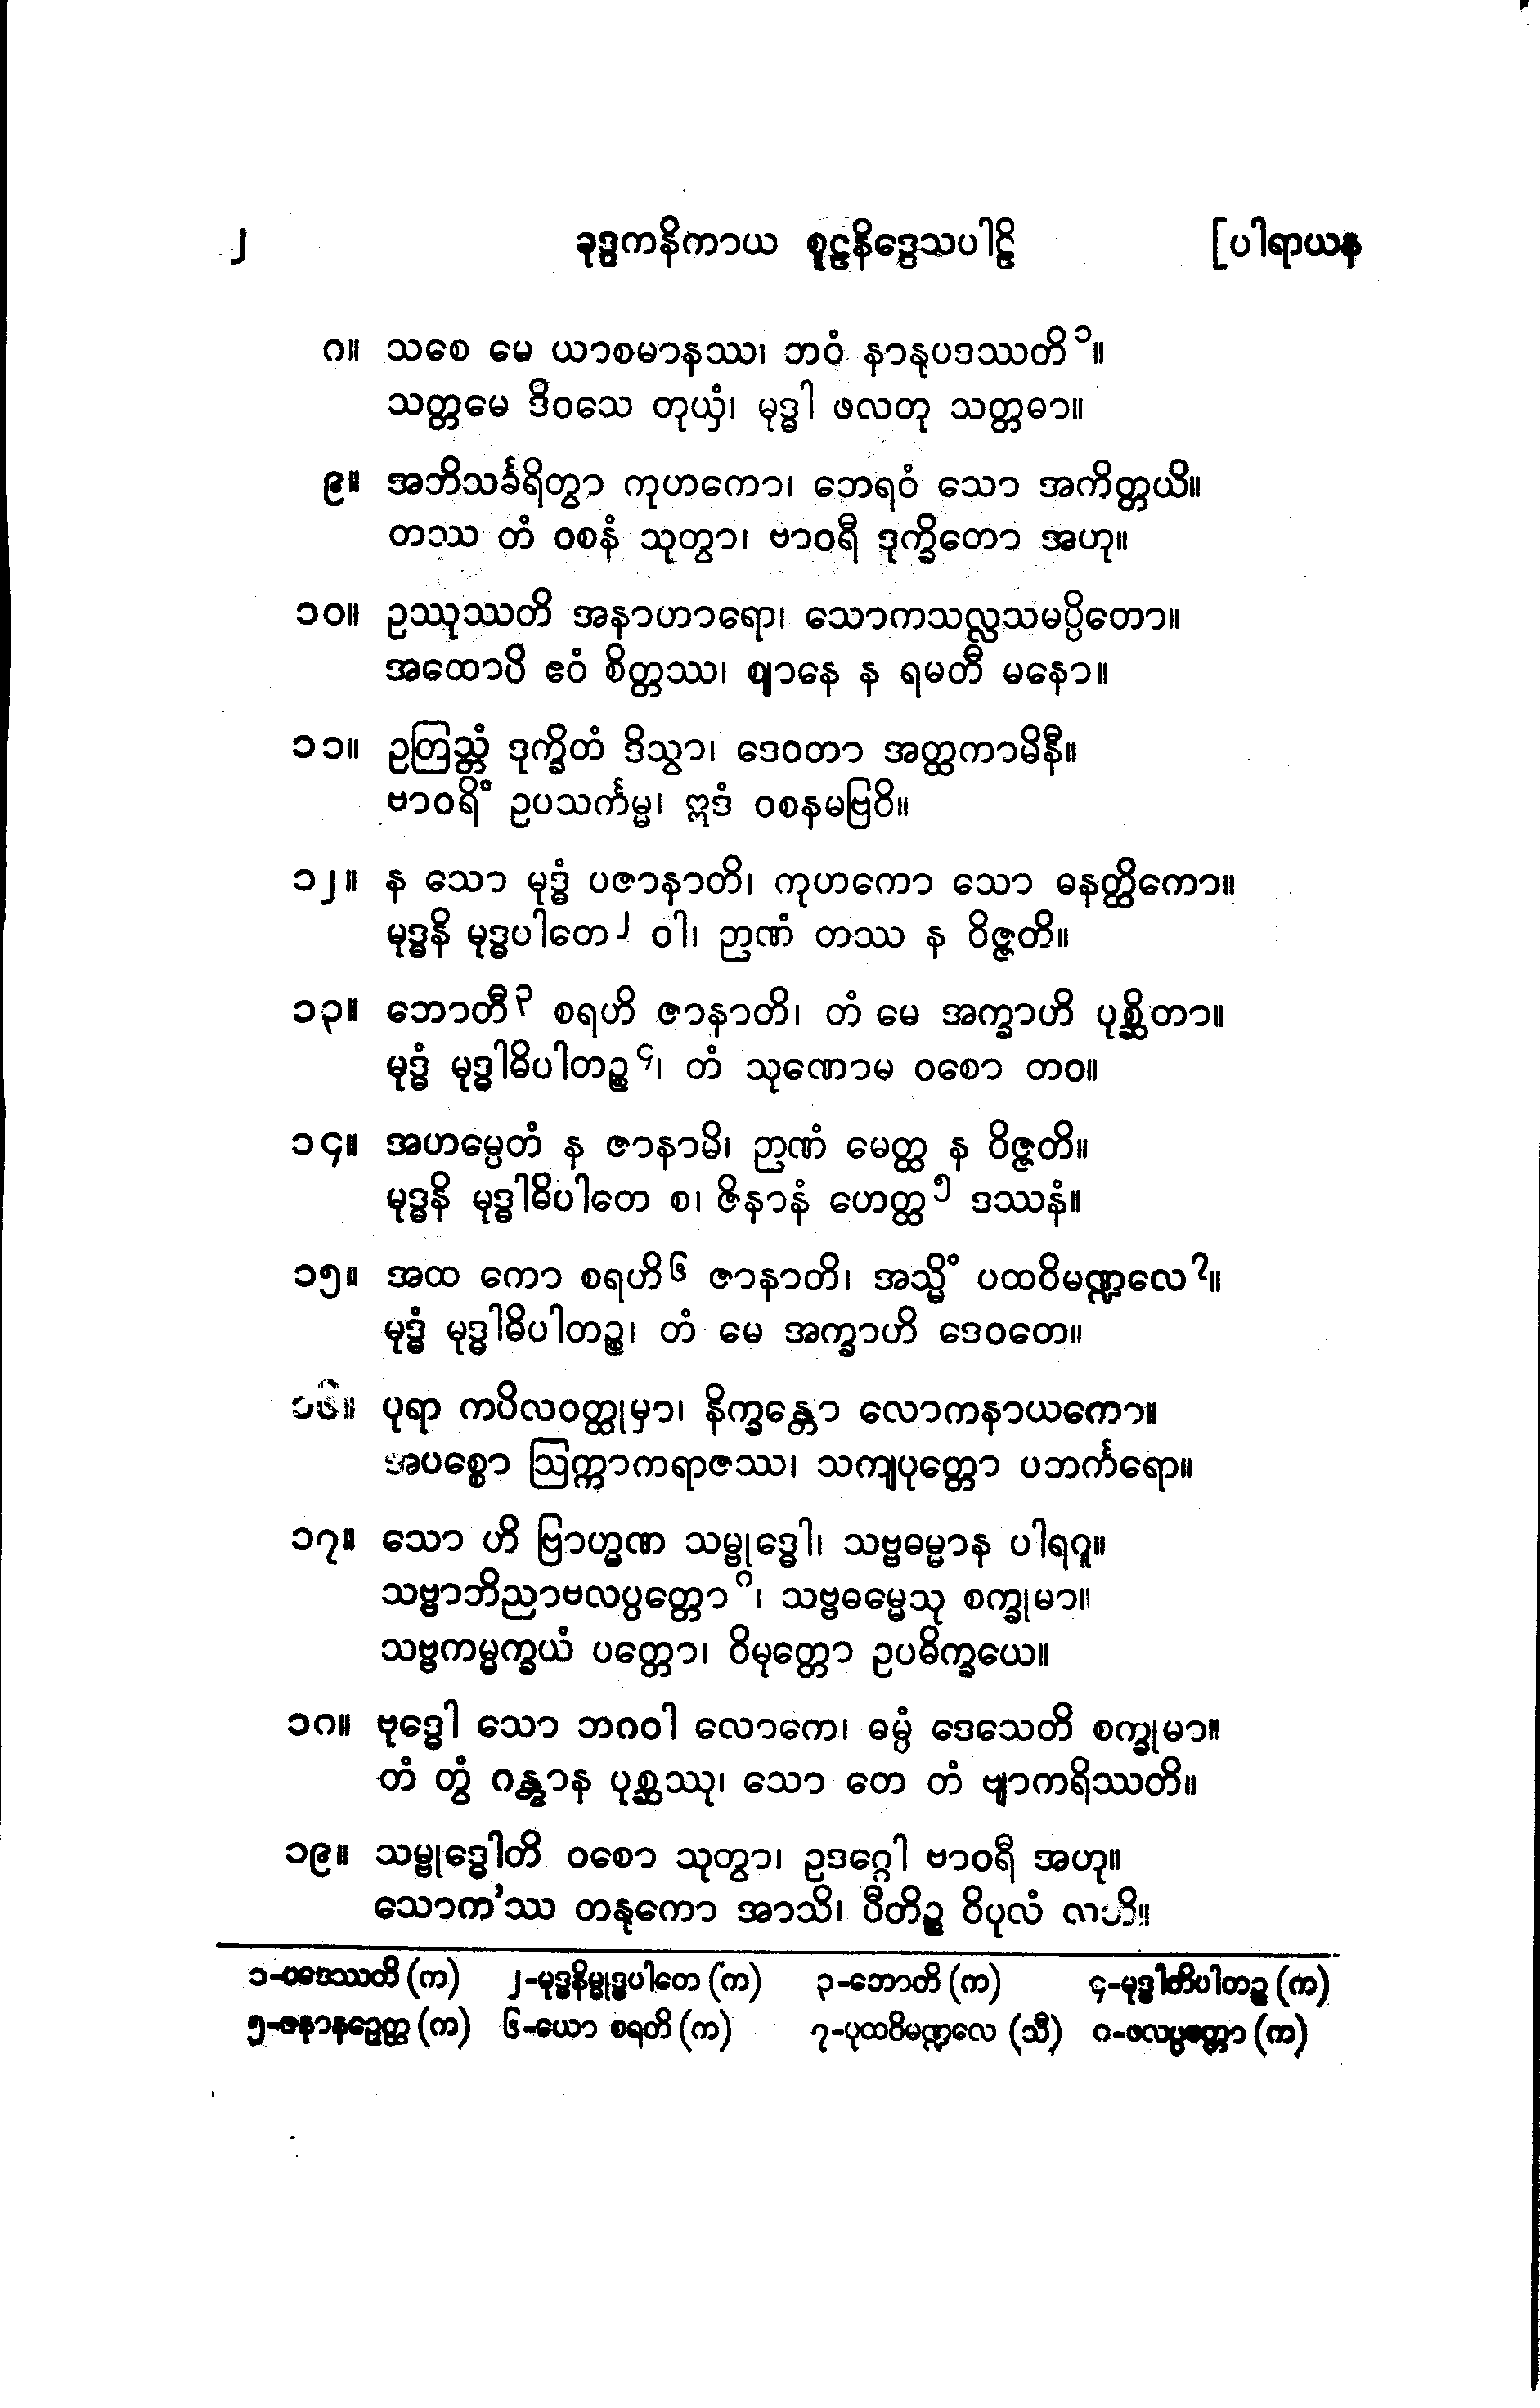 ၂ ခုဒ္ဒကနိကာယ စူဠနိဒ္ဒေသပါဠိ [ပါရာယန
၈။ သစေ မေ ယာစမာနဿ၊ ဘဝံ နာနုပဒဿတိ၁။
သတ္တမေ ဒိဝသေ တုယှံ၊ မုဒ္ဓါ ဖလတု သတ္တဓာ။
၉။ အဘိသင်္ခရိတွာ ကုဟကော၊ ဘေရဝံ သော အကိတ္တယိ။
တဿ တံ ဝစနံ သုတွာ၊ ဗာဝရီ ဒုက္ခိတော အဟု။
၁၀။ ဥဿုဿတိ အနာဟာရော၊ သောကသလ္လသမပ္ပိတော။
အထောပိ ဧဝံ စိတ္တဿ၊ ဈာနေ န ရမတီ မနော။
၁၁။ ဥတြသ္တံ ဒုက္ခိတံ ဒိသွာ၊ ဒေဝတာ အတ္ထကာမိနီ။
ဗာဝရိံ ဥပသင်္ကမ္မ၊ ဣဒံ ဝစနမဗြဝိ။
၁၂။ န သော မုဒ္ဓံ ပဇာနာတိ၊ ကုဟကော သော ဓနတ္ထိကော။
မုဒ္ဓနိ မုဒ္ဓပါတေ၂ ဝါ၊ ဉာဏံ တဿ န ဝိဇ္ဇတိ။
၁၃။ ဘောတီ၃ စရဟိ ဇာနာတိ၊ တံ မေ အက္ခာဟိ ပုစ္ဆိတာ။
မုဒ္ဓံ မုဒ္ဓါဓိပါတဉ္စ၄၊ တံ သုဏောမ ဝစော တဝ။
၁၄။ အဟမ္ပေတံ န ဇာနာမိ၊ ဉာဏံ မေတ္ထ န ဝိဇ္ဇတိ။
မုဒ္ဓနိ မုဒ္ဓါဓိပါတေ စ၊ ဇိနာနံ ဟေတ္ထ၅ ဒဿနံ။
၁၅။ အထ ကော စရဟိ၆ ဇာနာတိ၊ အသ္မိံ ပထဝိမဏ္ဍလေ၇။
မုဒ္ဓံ မုဒ္ဓါဓိပါတဉ္စ၊ တံ မေ အက္ခာဟိ ဒေဝတေ။
၁၆။ ပုရာ ကပိလဝတ္ထုမှာ၊ နိက္ခန္တော လောကနာယကော။
အပစ္စော ဩက္ကာကရာဇဿ၊ သကျပုတ္တော ပဘင်္ကရော။
၁၇။ သော ဟိ ဗြာဟ္မဏ သမ္ဗုဒ္ဓေါ၊ သဗ္ဗဓမ္မာန ပါရဂူ။
သဗ္ဗာဘိညာဗလပ္ပတ္တော၈၊ သဗ္ဗဓမ္မေသု စက္ခုမာ။
သဗ္ဗကမ္မက္ခယံ ပတ္တော၊ ဝိမုတ္တော ဥပဓိက္ခယေ။
၁၈။ ဗုဒ္ဓေါ သော ဘဂဝါ လောကေ၊ ဓမ္မံ ဒေသေတိ စက္ခုမာ။
တံ တွံ ဂန္တွာန ပုစ္ဆဿု၊ သော တေ တံ ဗျာကရိဿတိ။
၁၉။ သမ္ဗုဒ္ဓေါတိ ဝစော သုတွာ၊ ဥဒဂ္ဂေါ ဗာဝရီ အဟု။
သောက’ဿ တနုကော အာသိ၊ ပီတိဉ္စ ဝိပုလံ လဘိ။
၁- (က) ၂-မုဒ္ဓနိမ္မုဒ္ဓပါတေ (က) ၃-ဘောတိ (က) ၄-မုဒ္ဓါတိပါတဉ္စ (က)
၅- (က) ၆-ယော စရတိ (က) ၇-ပုထဝိမဏ္ဍလေ (သီ) ၈-ဖလပ္ပတ္တော (က)